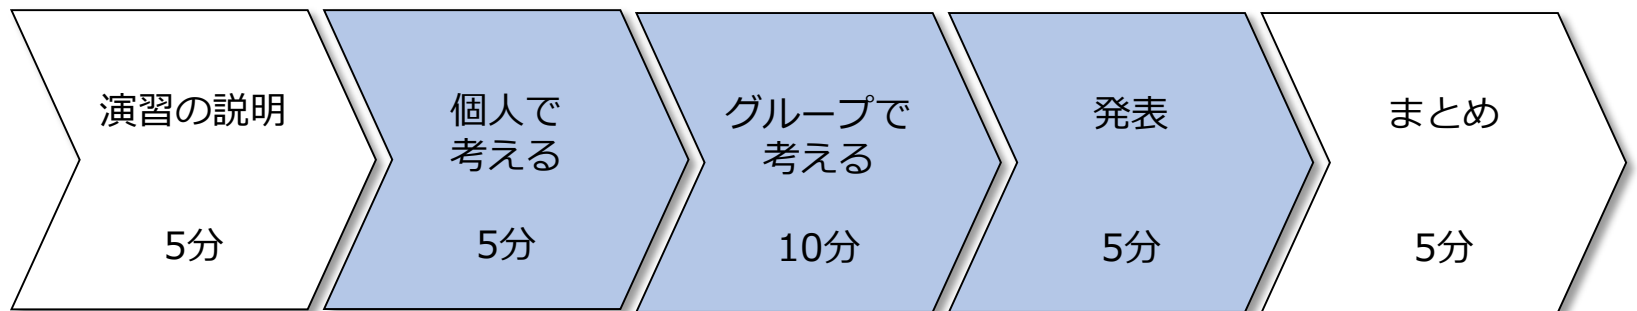 演習の説明
5分
個人で
考える
5分
グループで
考える
10分
発表
5分
まとめ
5分